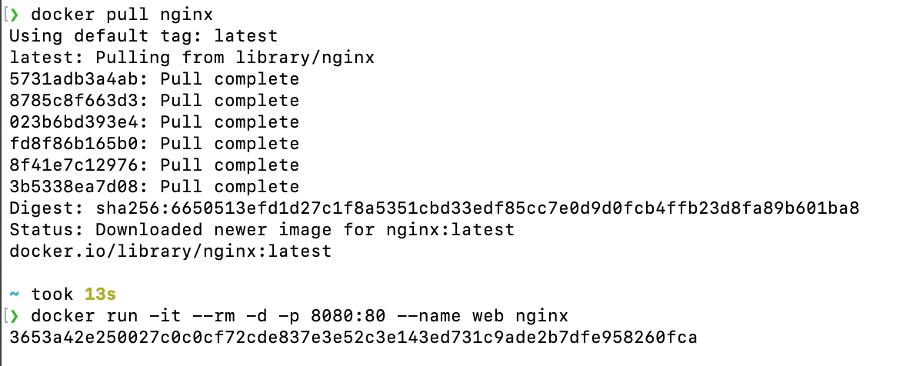 ❯ docker pull nginx
Using default tag: latest
latest: Pulling from library/nginx
5731adb3a4ab: Pull complete
8785c8f663d3: Pull complete
023b6bd393e4: Pull complete
fd8f86b165b0: Pull complete
8f41e7c12976: Pull complete
3b5338ea7d08: Pull complete
Digest: sha256:6650513efd1d27c1f8a5351cbd33edf85cc7e0d9d0fcb4ffb23d8fa89b601ba8
Status: Downloaded newer image for nginx:latest
docker.io/library/nginx:latest
~ took 13s
❯ docker run -it --rm -d -p 8080:80 --name web nginx
3653a42e250027c0c0cf72cde837e3e52c3e143ed731c9ade2b7dfe958260fca